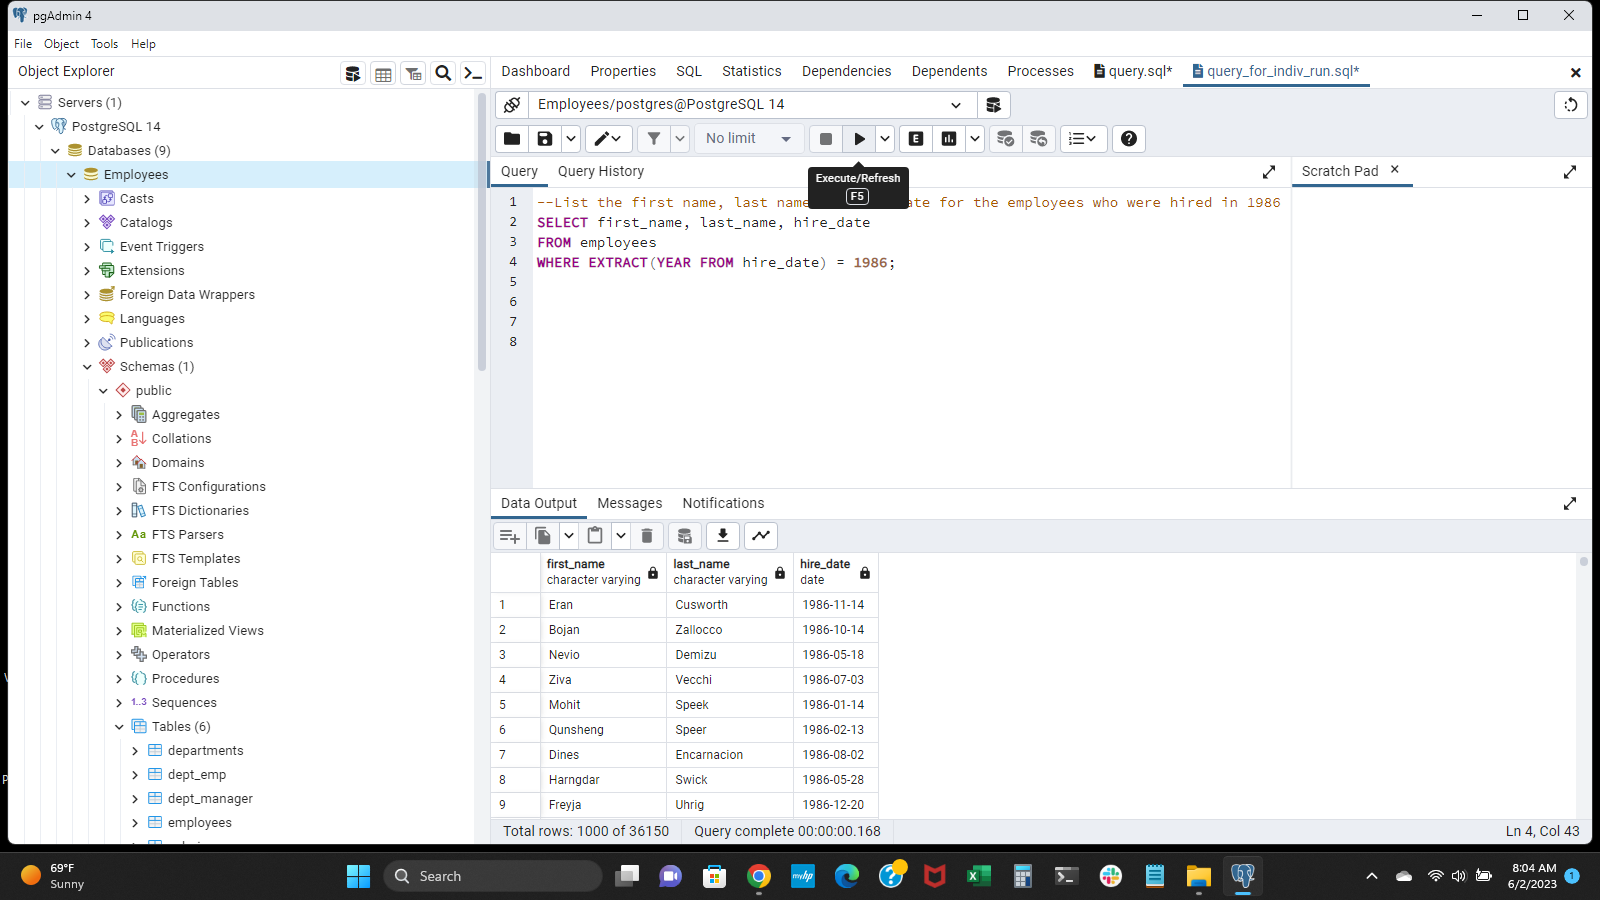 pgAdmin 4
File Object Tools Help
Object Explorer
Dashboard Properties SQL Statistics Dependencies Dependents Processes query.sql* query_for_indiv_run.sql*
Servers (1)
PostgreSQL 14
Databases (9)
Employees
Casts
Catalogs
Event Triggers
Extensions
Foreign Data Wrappers
Languages
Publications
Schemas (1)
public
Aggregates
Collations
Domains
FTS Configurations
FTS Dictionaries
Aa FTS Parsers
FTS Templates
Foreign Tables
Functions
Materialized Views
Operators
Procedures
1..3 Sequences
Tables (6)
departments
dept_emp
dept_manager
employees
Employees/postgres@PostgreSQL 14
No limit
E
Execute/Refresh
F5
Query Query History
Scratch Pad
1 --List the first name, last name ate for the employees who were hired in 1986
2 SELECT first_name, last_name, hire_date
3 FROM employees
4 WHERE EXTRACT(YEAR FROM hire_date) = 1986;
5
6
7
8
Data Output Messages Notifications
first_name last_name hire_date
character varying character varying date
1 Eran Cusworth 1986-11-14
2 Bojan Zallocco 1986-10-14
3 Nevio Demizu 1986-05-18
4 Ziva Vecchi 1986-07-03
5 Mohit Speek 1986-01-14
6 Qunsheng Speer 1986-02-13
7 Dines Encarnacion 1986-08-02
8 Harngdar Swick 1986-05-28
9 Freyja Uhrig 1986-12-20
Total rows: 1000 of 36150 Query complete 00:00:00.168 Ln 4, Col 43
69°F
Sunny
Search
myhp
8:04 AM
6/2/2023
1